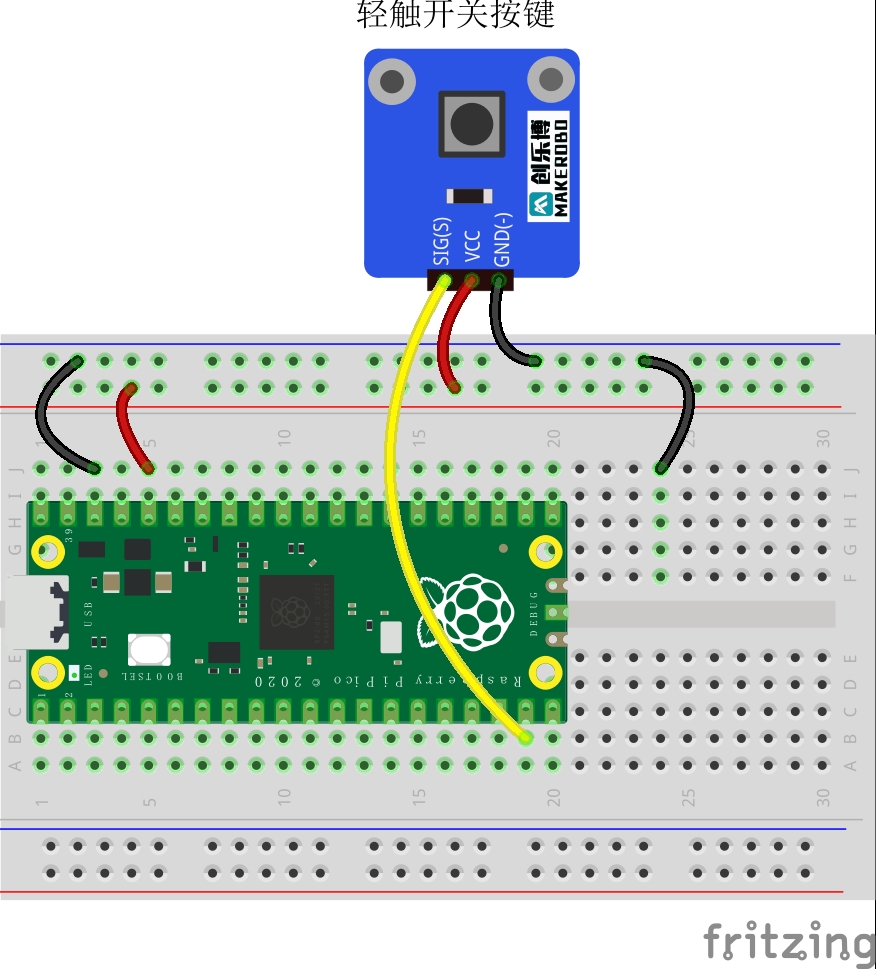 轻触开关按键
创乐博
MAKEROBO
SIG(S)
VCC
GND(-)
1 5 10 15 20 25 30
J J
I I
H H
G G
F F
39
USB
DEBUG
LED
BOOTSEL
Raspberry Pi Pico © 2020
1
2
E E
D D
C C
B B
A A
1 5 10 15 20 25 30
fritzing